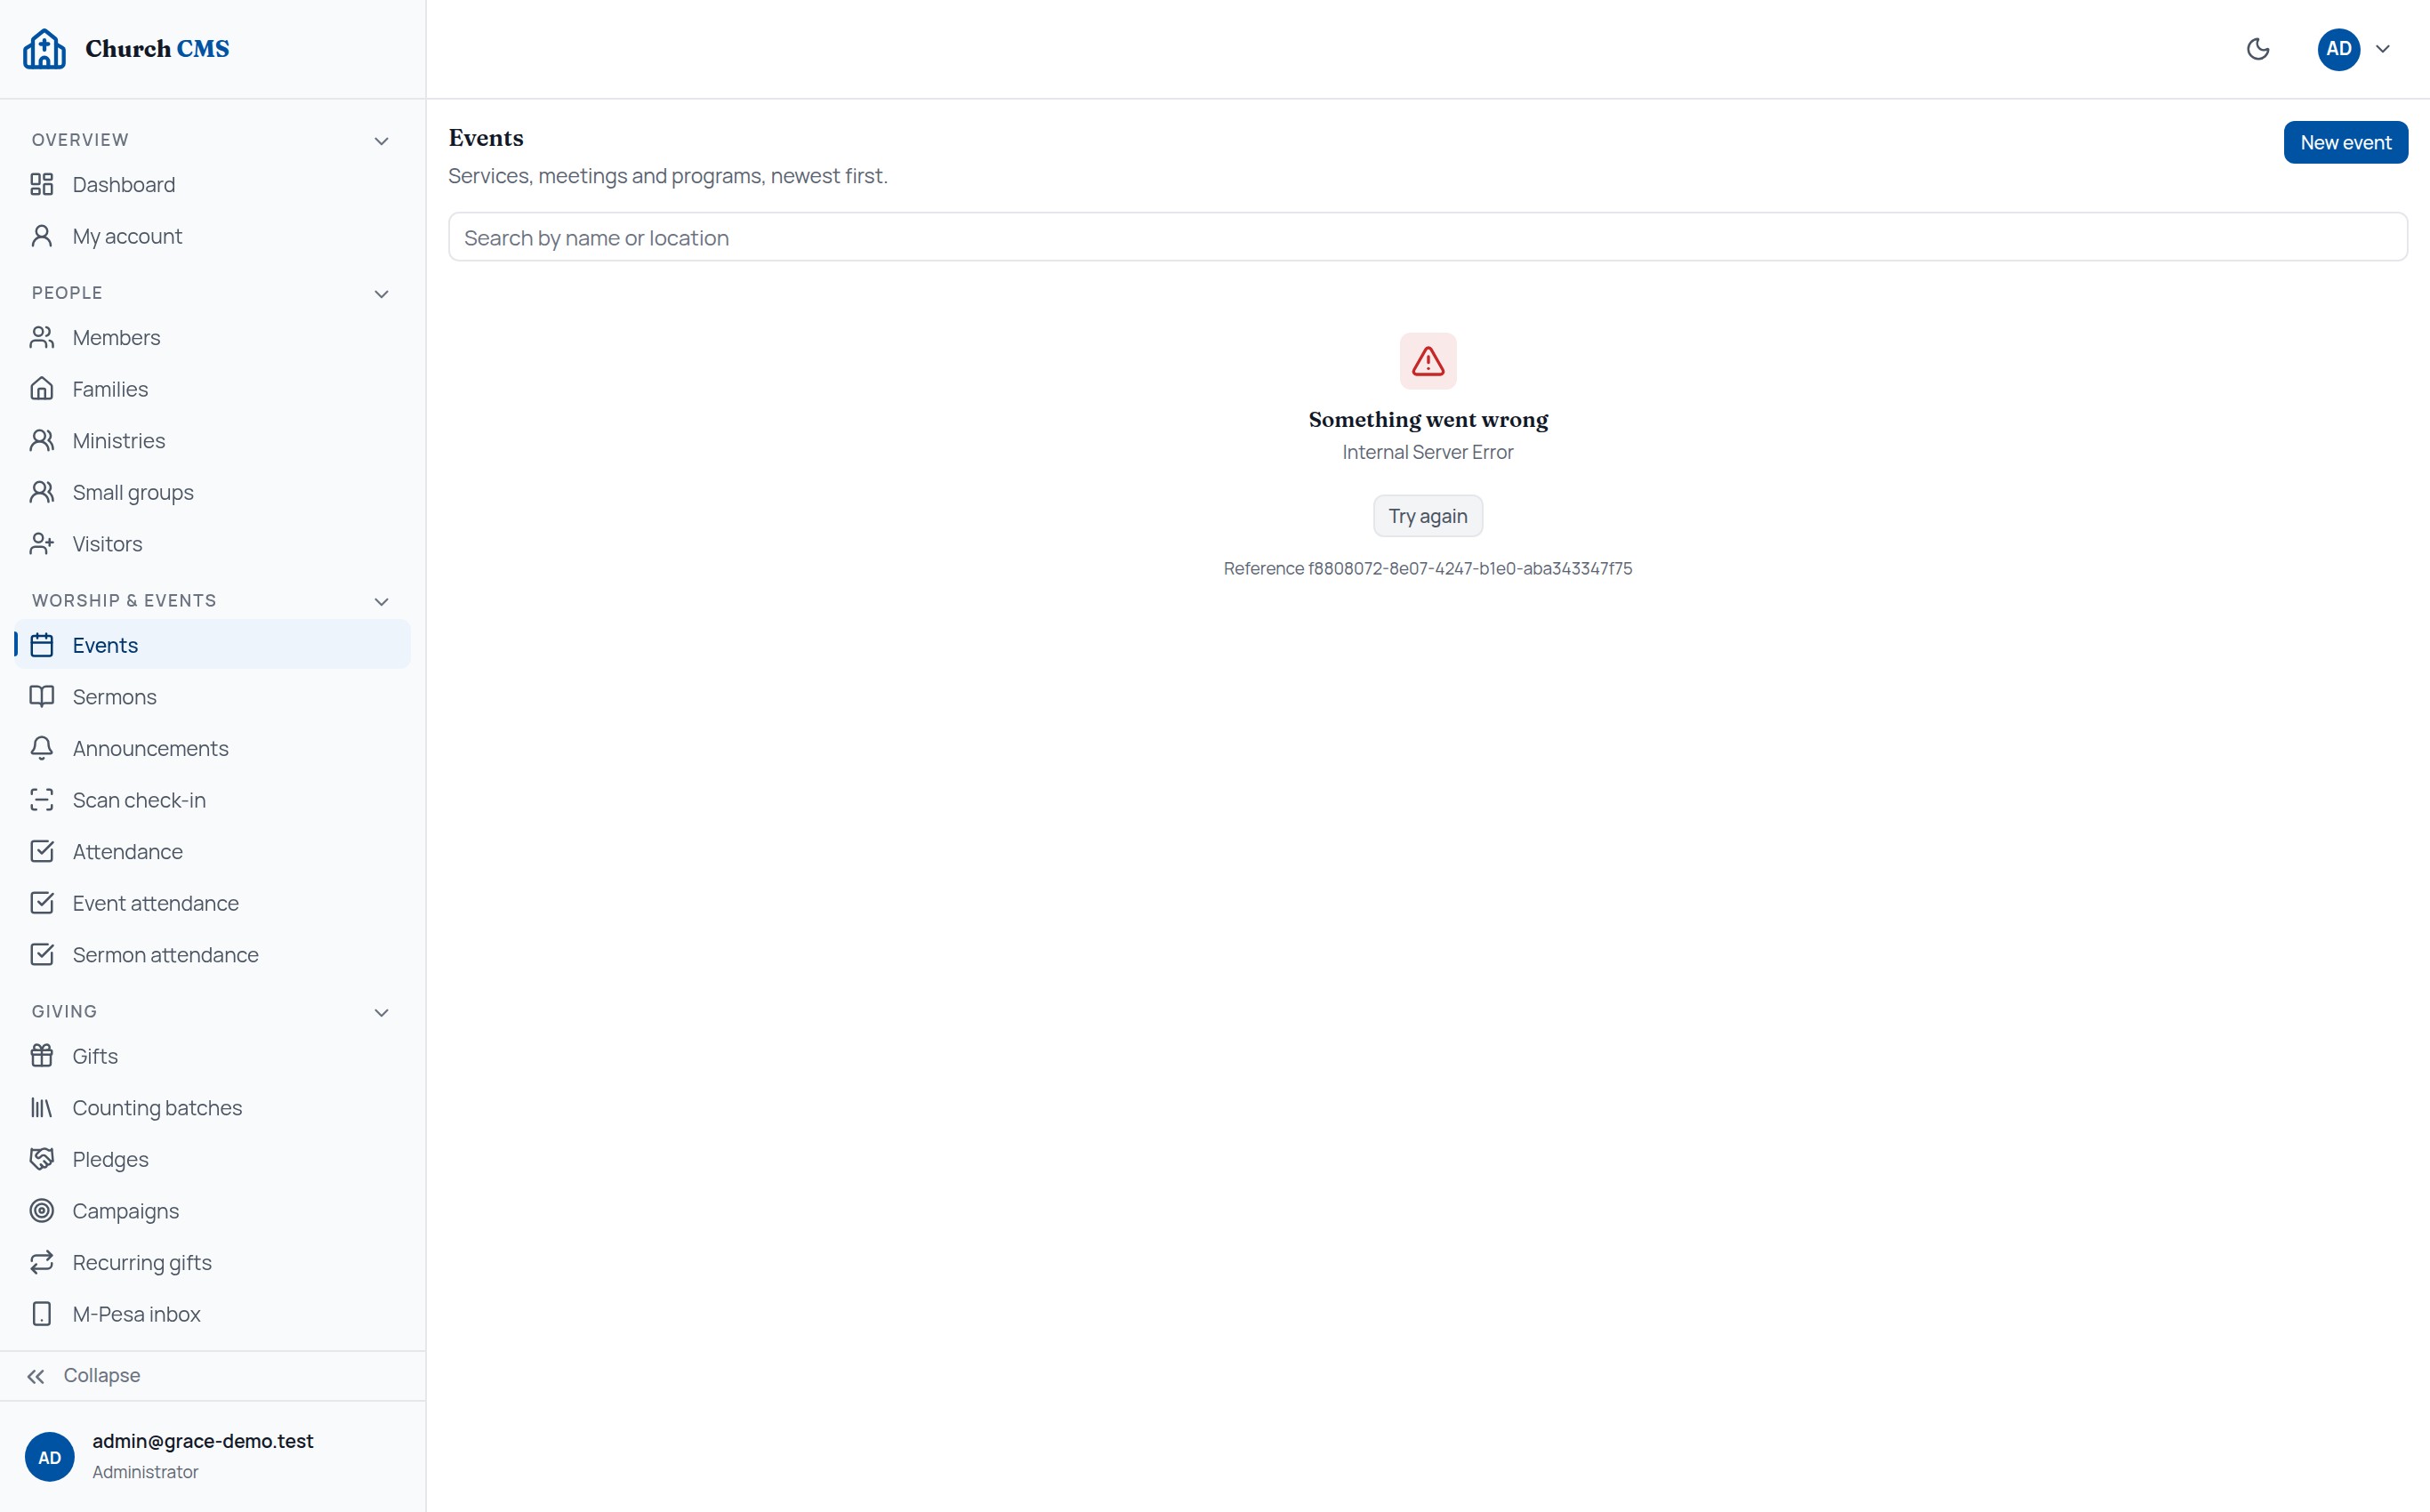 Church CMS
AD
OVERVIEW
Dashboard
My account
PEOPLE
Members
Families
Ministries
Small groups
Visitors
WORSHIP & EVENTS
Events
Sermons
Announcements
Scan check-in
Attendance
Event attendance
Sermon attendance
GIVING
Gifts
Counting batches
Pledges
Campaigns
Recurring gifts
M-Pesa inbox
Collapse
AD
admin@grace-demo.test
Administrator
Events
New event
Services, meetings and programs, newest first.
Search by name or location
Something went wrong
Internal Server Error
Try again
Reference f8808072-8e07-4247-b1e0-aba343347f75